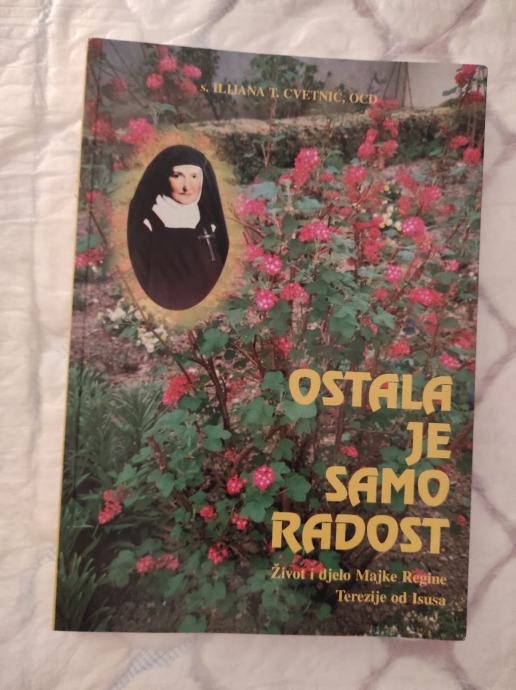 s. ILIJANA T. CVETNIĆ, OCD
OSTALA
JE
SAMO
RADOST
Život i djelo Majke Regine
Terezije od Isusa